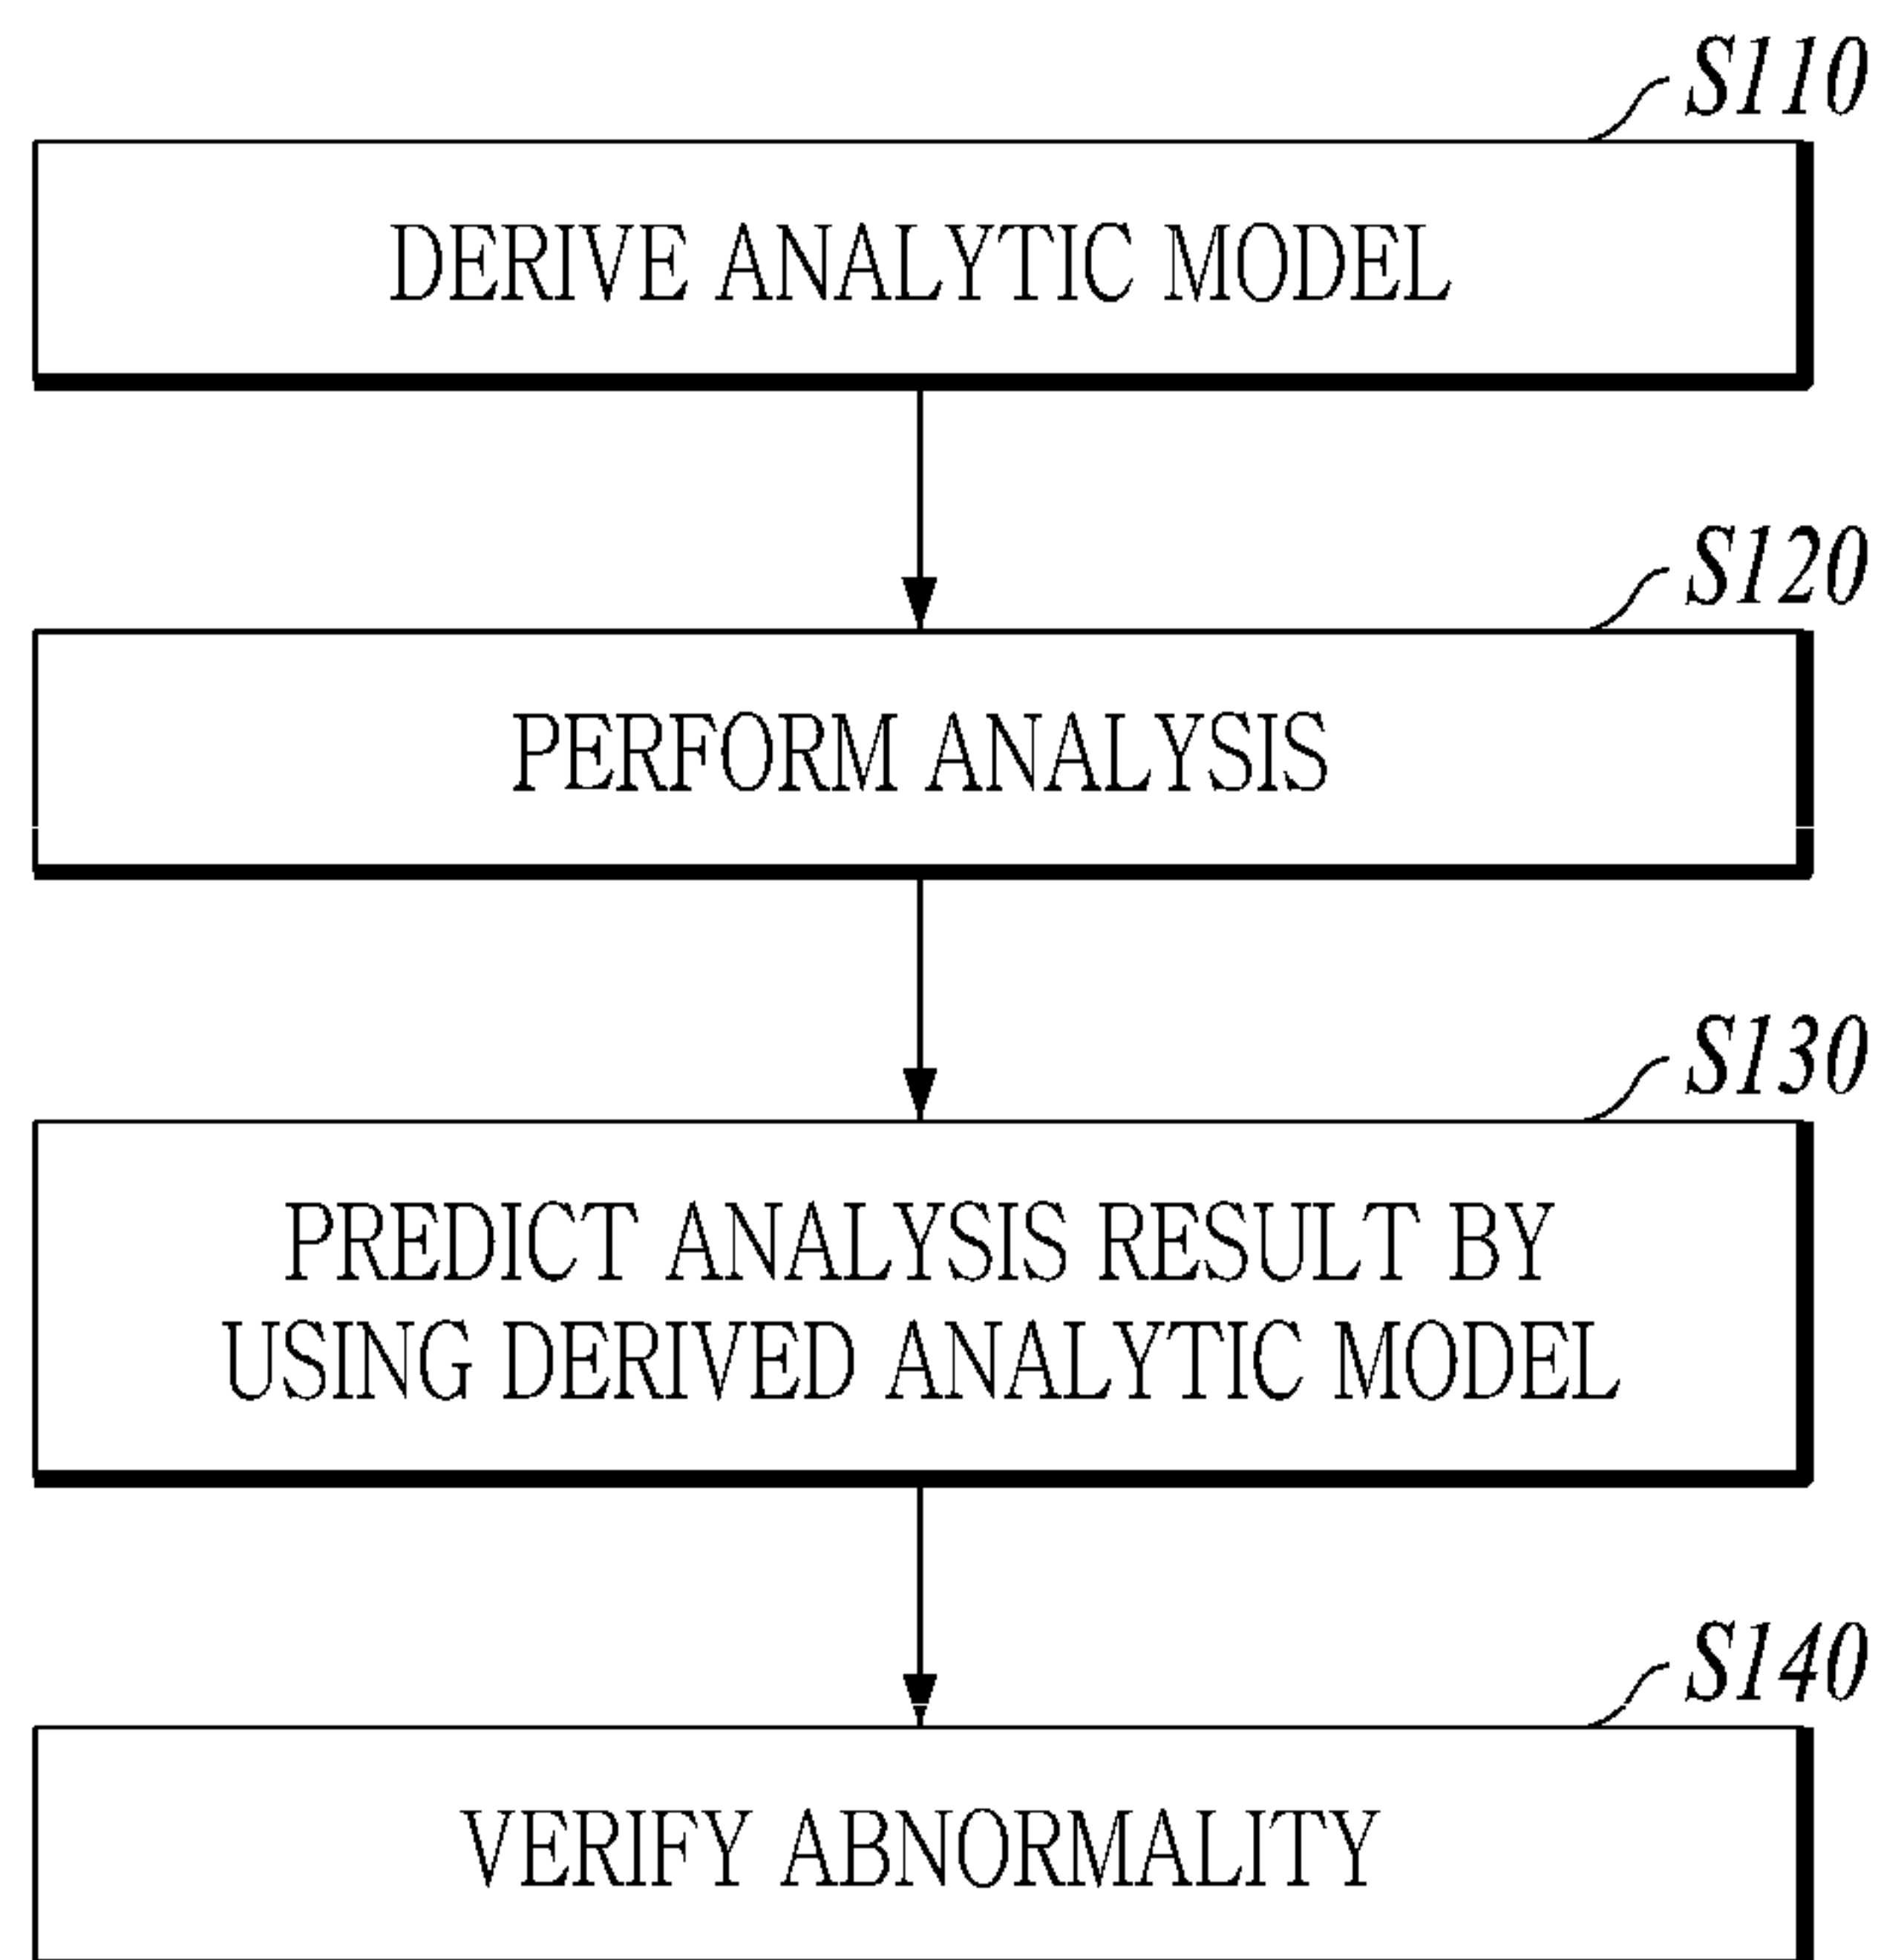 S110
DERIVE ANALYTIC MODEL
S120
PERFORM ANALYSIS
S130
PREDICT ANALYSIS RESULT BY
USING DERIVED ANALYTIC MODEL
S140
VERIFY ABNORMALITY